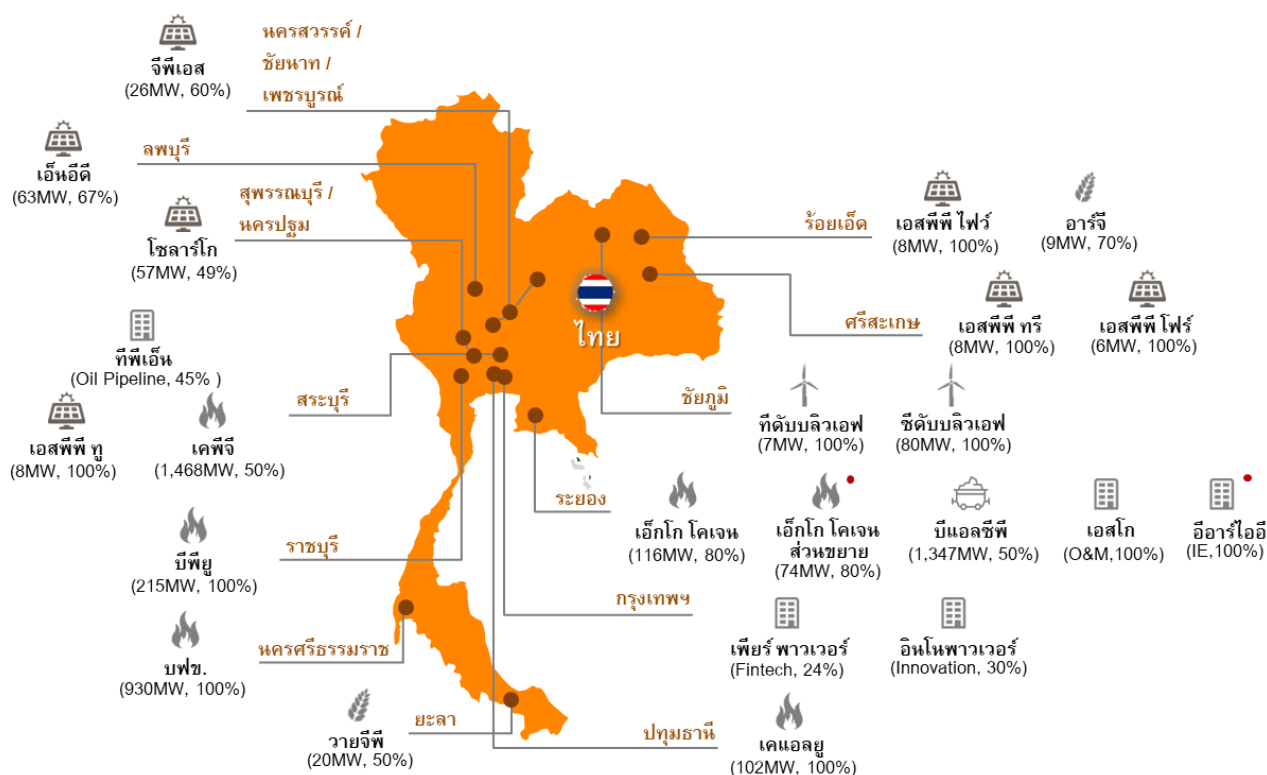 นครสวรรค์ /
ชัยนาท /
เพชรบูรณ์
จีพีเอส
(26MW, 60%)
ลพบุรี
เอ็นอีดี
(63MW, 67%)
สุพรรณบุรี /
นครปฐม
โซลาร์โก
(57MW, 49%)
ร้อยเอ็ด
เอสพีพี ไฟว์
(8MW, 100%)
อาร์จี
(9MW, 70%)
ศรีสะเกษ
เอสพีพี ทรี
(8MW, 100%)
เอสพีพี โฟร์
(6MW, 100%)
ไทย
ทีพีเอ็น
(Oil Pipeline, 45% )
สระบุรี
เอสพีพี ทู
(8MW, 100%)
เคพีจี
(1,468MW, 50%)
ชัยภูมิ
ทีดับบลิวเอฟ
(7MW, 100%)
ซีดับบลิวเอฟ
(80MW, 100%)
ระยอง
เอ็กโก โคเจน
(116MW, 80%)
เอ็กโก โคเจน
ส่วนขยาย
(74MW, 80%)
บีแอลซีพี
(1,347MW, 50%)
เอสโก
(O&M,100%)
อีอาร์ไออี
(IE,100%)
ราชบุรี
บีพียู
(215MW, 100%)
กรุงเทพฯ
เพียร์ พาวเวอร์
(Fintech, 24%)
อินโนพาวเวอร์
(Innovation, 30%)
นครศรีธรรมราช
บฟข.
(930MW, 100%)
ยะลา
วายจีพี
(20MW, 50%)
ปทุมธานี
เคแอลยู
(102MW, 100%)